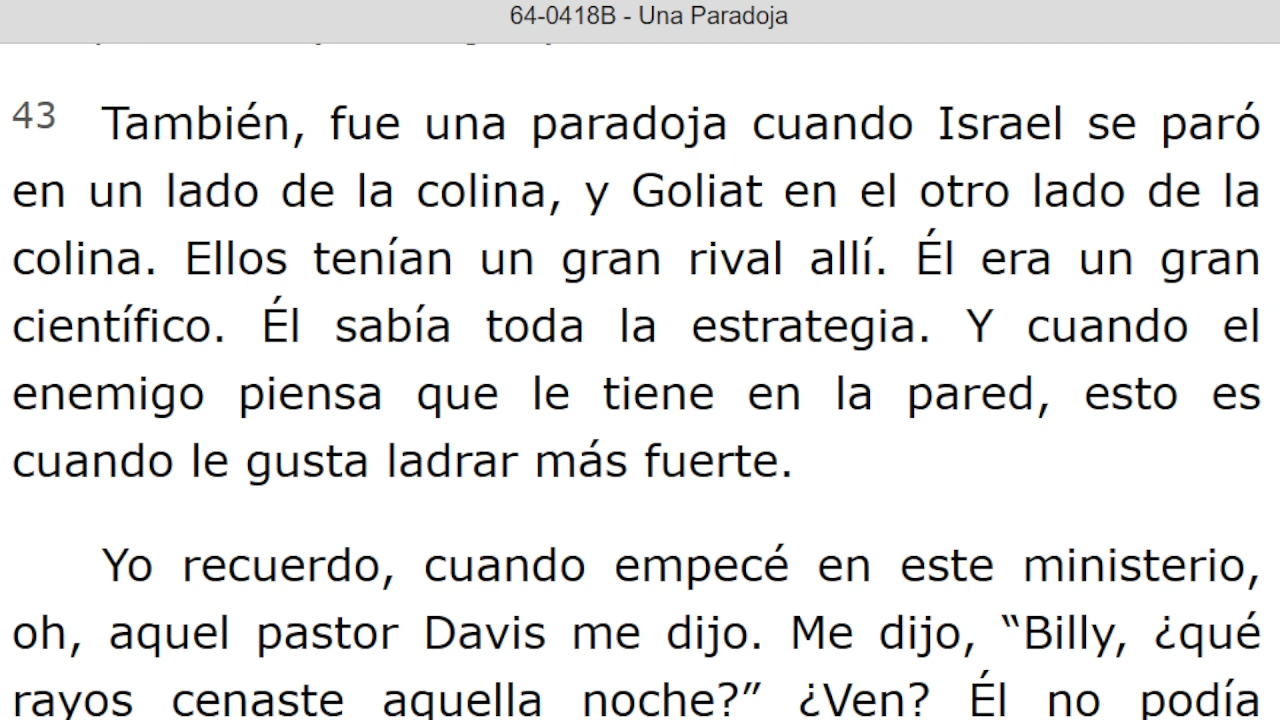 64-0418B - Una Paradoja
43 También, fue una paradoja cuando Israel se paró
en un lado de la colina, y Goliat en el otro lado de la
colina. Ellos tenían un gran rival allí. Él era un gran
científico. Él sabía toda la estrategia. Y cuando el
enemigo piensa que le tiene en la pared, esto es
cuando le gusta ladrar más fuerte.
Yo recuerdo, cuando empecé en este ministerio,
oh, aquel pastor Davis me dijo. Me dijo, “Billy, ¿qué
rayos cenaste aquella noche?” ¿Ven? Él no podía